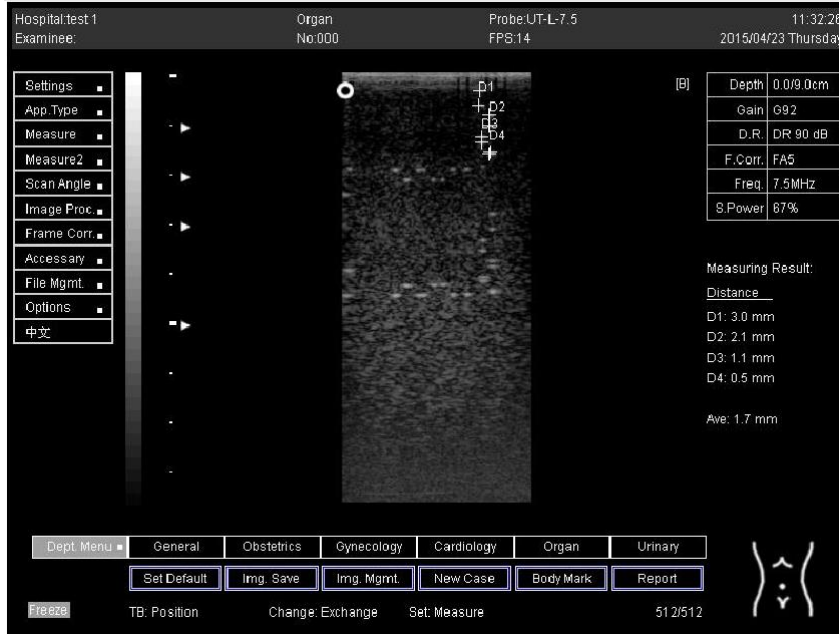 Hospital:test 1 Organ Probe:UT-L-7.5 11:32:26
Examinee: No:000 FPS:14 2015/04/23 Thursday
Settings
App.Type
Measure
Measure2
Scan Angle
Image Proc.
Frame Corr.
Accessary
File Mgmt.
Options
中文
D1
D2
D3
D4
[B]
Depth 0.0/9.0cm
Gain G92
D.R. DR 90 dB
F.Corr. FA5
Freq. 7.5MHz
S.Power 67%
Measuring Result:
Distance
D1: 3.0 mm
D2: 2.1 mm
D3: 1.1 mm
D4: 0.5 mm
Ave: 1.7 mm
Dept. Menu General Obstetrics Gynecology Cardiology Organ Urinary
Set Default Img. Save Img. Mgmt. New Case Body Mark Report
Freeze TB: Position Change: Exchange Set: Measure 512/512